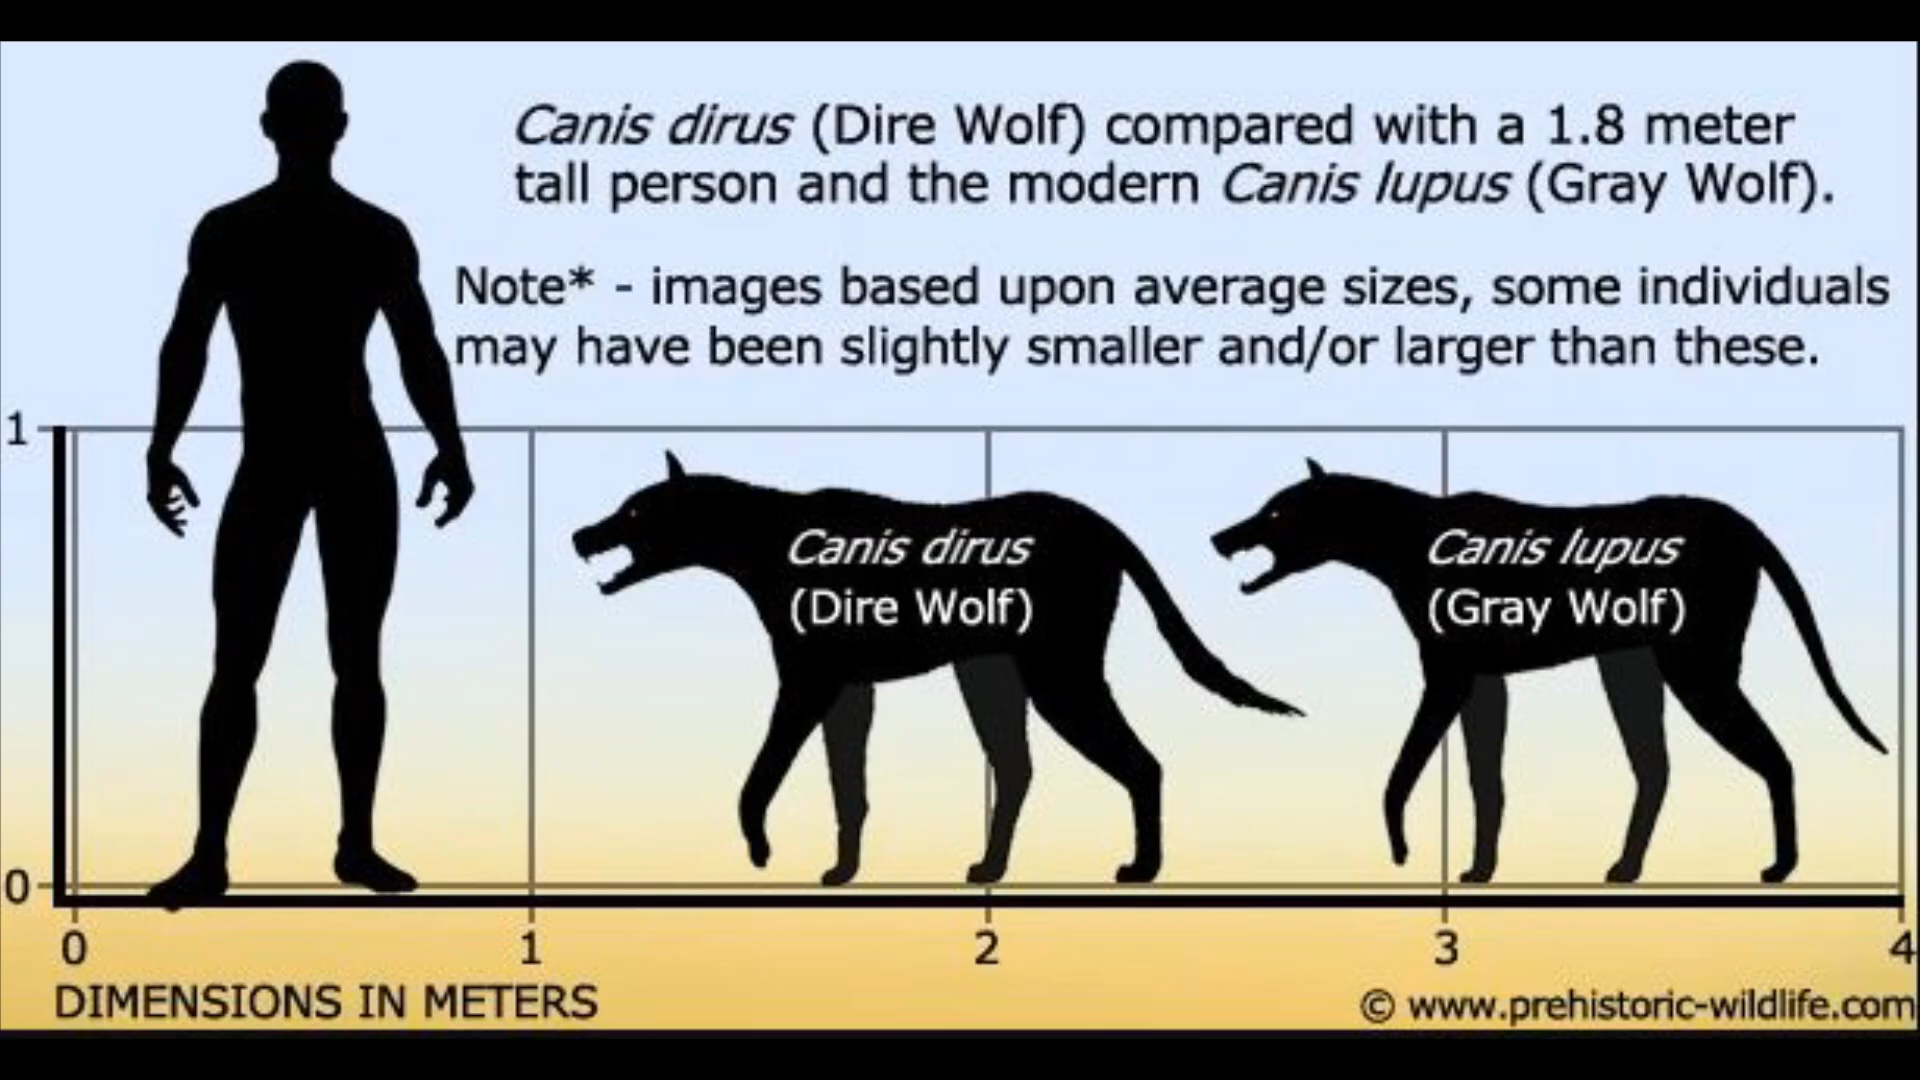 Canis dirus (Dire Wolf) compared with a 1.8 meter
tall person and the modern Canis lupus (Gray Wolf).
Note* - images based upon average sizes, some individuals
may have been slightly smaller and/or larger than these.
1
Canis dirus
(Dire Wolf)
Canis lupus
(Gray Wolf)
0
0 1 2 3 4
DIMENSIONS IN METERS
© www.prehistoric-wildlife.com